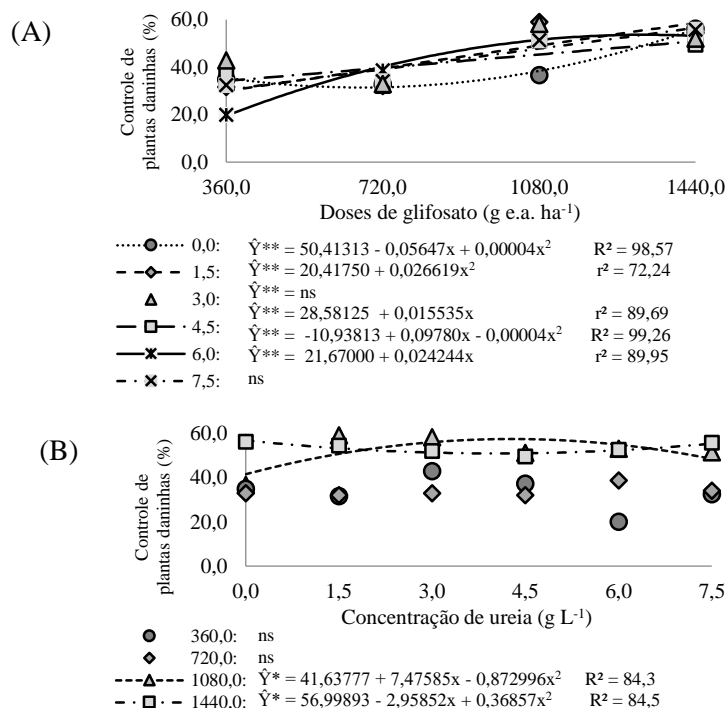 (A)
Controle de plantas daninhas (%)
60,0
40,0
20,0
0,0
360,0 720,0 1080,0 1440,0
Doses de glifosato (g e.a. ha-1)
0,0: Ŷ** = 50,41313 - 0,05647x + 0,00004x2 R2 = 98,57
1,5: Ŷ** = 20,41750 + 0,026619x2 r2 = 72,24
3,0: Ŷ** = ns
4,5: Ŷ** = 28,58125 + 0,015535x r2 = 89,69
6,0: Ŷ** = -10,93813 + 0,09780x - 0,00004x2 R2 = 99,26
Ŷ** = 21,67000 + 0,024244x r2 = 89,95
7,5: ns
(B)
Controle de plantas daninhas (%)
60,0
40,0
20,0
0,0
0,0 1,5 3,0 4,5 6,0 7,5
Concentração de ureia (g L-1)
360,0: ns
720,0: ns
1080,0: Ŷ* = 41,63777 + 7,47585x - 0,872996x2 R2 = 84,3
1440,0: Ŷ* = 56,99893 - 2,95852x + 0,36857x2 R2 = 84,5